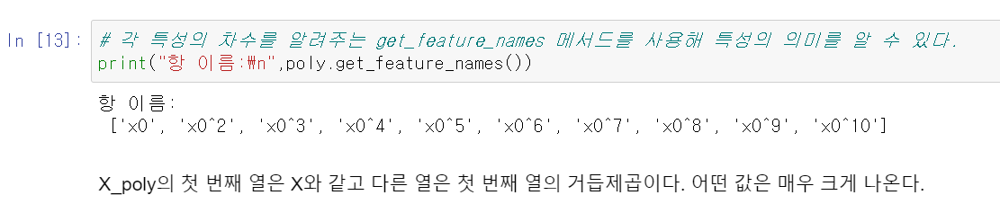 In [13]: # 각 특성의 차수를 알려주는 get_feature_names 메서드를 사용해 특성의 의미를 알 수 있다.
print("항 이름:₩n",poly.get_feature_names())
항 이름:
['x0', 'x0^2', 'x0^3', 'x0^4', 'x0^5', 'x0^6', 'x0^7', 'x0^8', 'x0^9', 'x0^10']
X_poly의 첫 번째 열은 X와 같고 다른 열은 첫 번째 열의 거듭제곱이다. 어떤 값은 매우 크게 나온다.